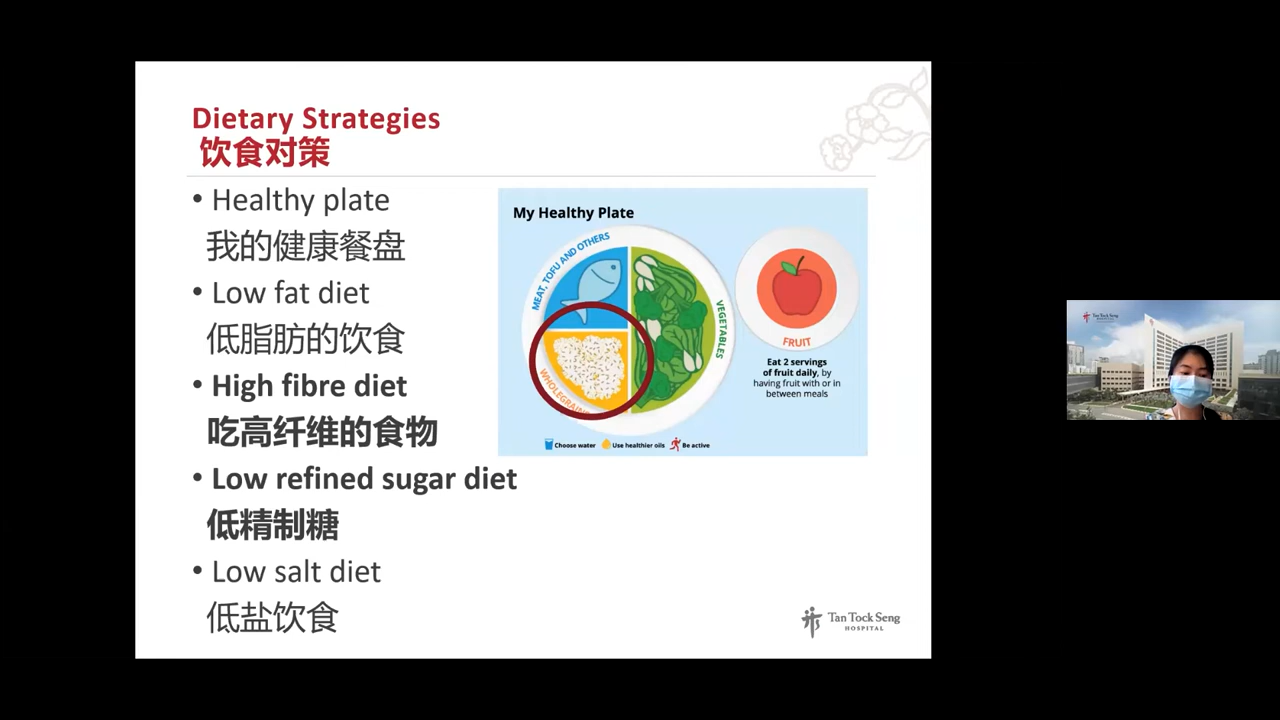 Dietary Strategies
饮食对策
• Healthy plate
我的健康餐盘
• Low fat diet
低脂肪的饮食
• High fibre diet
吃高纤维的食物
• Low refined sugar diet
低精制糖
• Low salt diet
低盐饮食
My Healthy Plate
MEAT, TOFU AND OTHERS
VEGETABLES
WHOLEGRAINS
FRUIT
Eat 2 servings
of fruit daily, by
having fruit with or in
between meals
Choose water
Use healthier oils
Be active
Tan Tock Seng
HOSPITAL
Tan Tock Seng
HOSPITAL